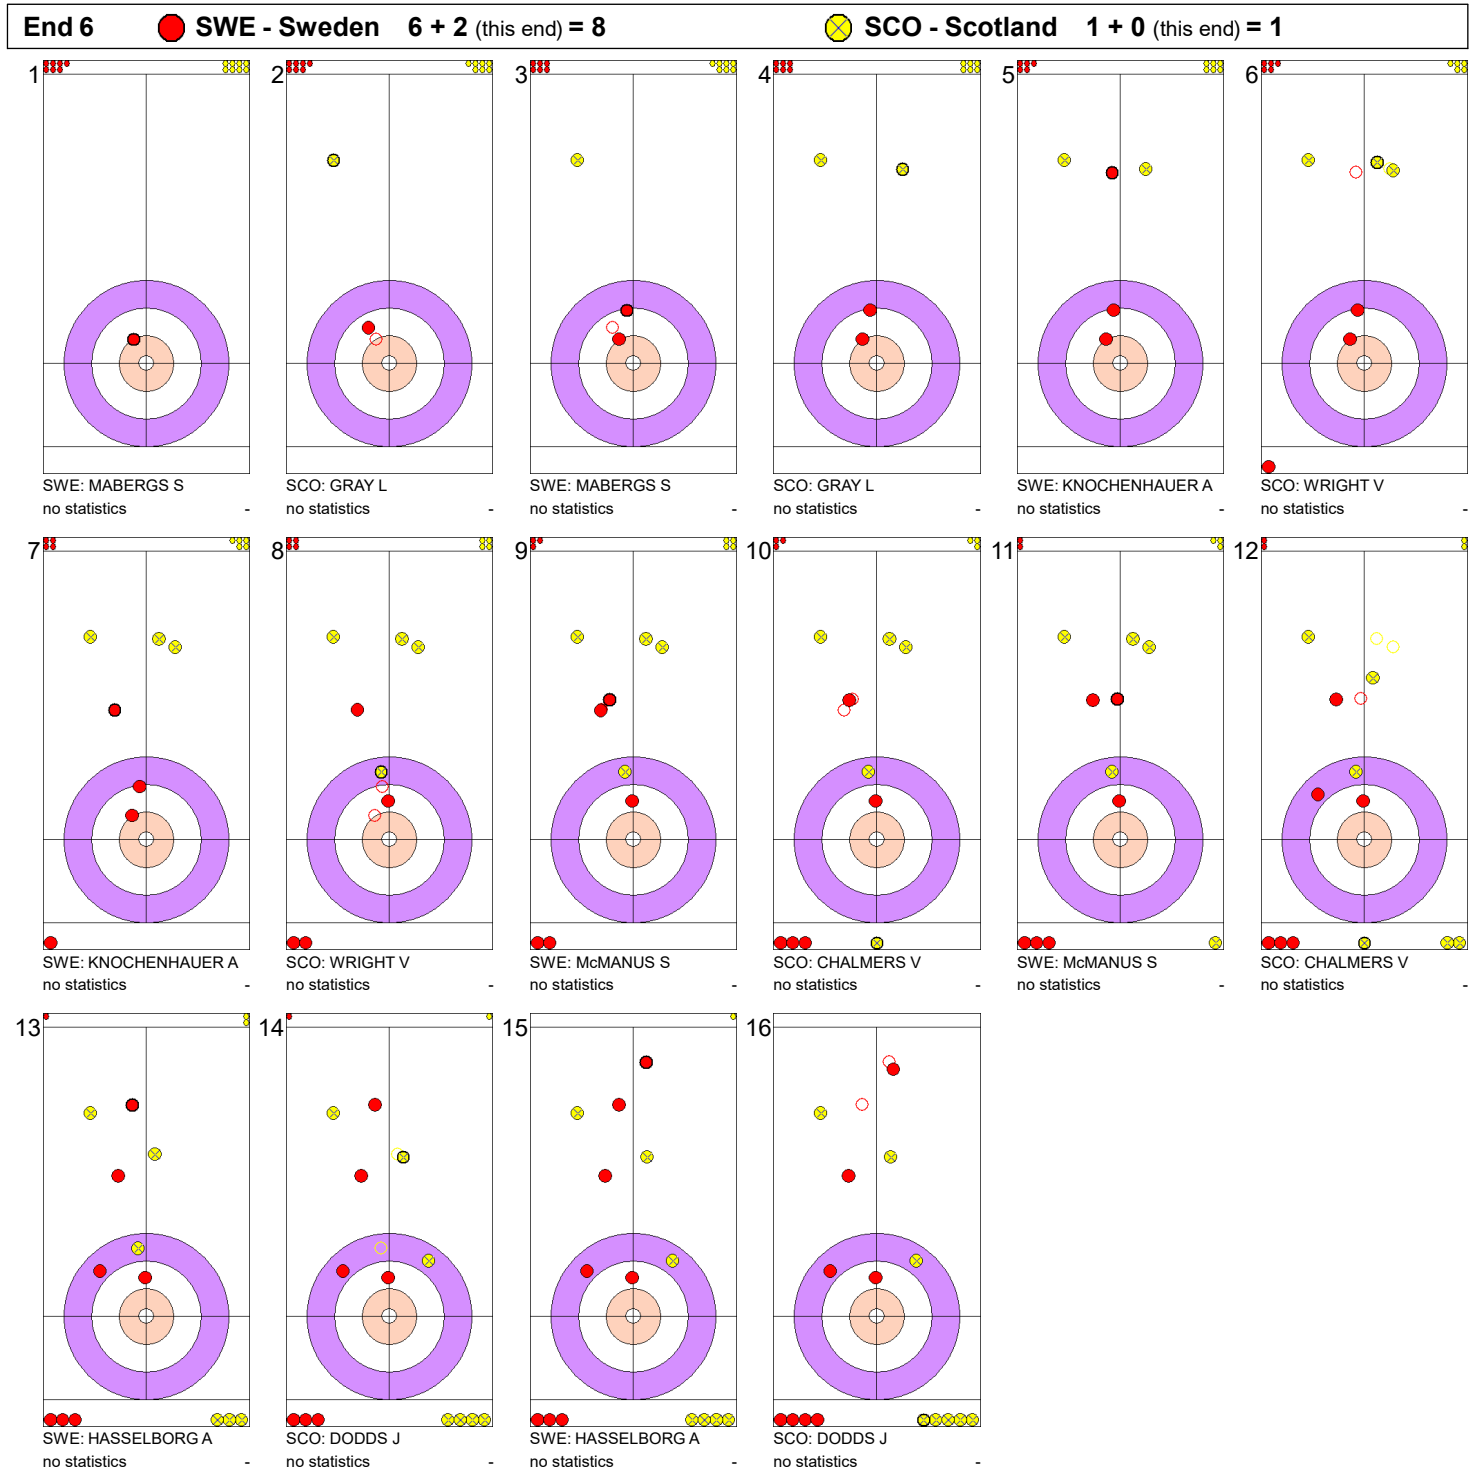 End 6 SWE - Sweden 6 + 2 (this end) = 8 SCO - Scotland 1 + 0 (this end) = 1
1 2 3 4 5 6
SWE: MABERGS S SCO: GRAY L SWE: MABERGS S SCO: GRAY L SWE: KNOCHENHAUER A SCO: WRIGHT V
no statistics - no statistics - no statistics - no statistics - no statistics - no statistics -
7 8 9 10 11 12
SWE: KNOCHENHAUER A SCO: WRIGHT V SWE: McMANUS S SCO: CHALMERS V SWE: McMANUS S SCO: CHALMERS V
no statistics - no statistics - no statistics - no statistics - no statistics - no statistics -
13 14 15 16
SWE: HASSELBORG A SCO: DODDS J SWE: HASSELBORG A SCO: DODDS J
no statistics - no statistics - no statistics - no statistics -